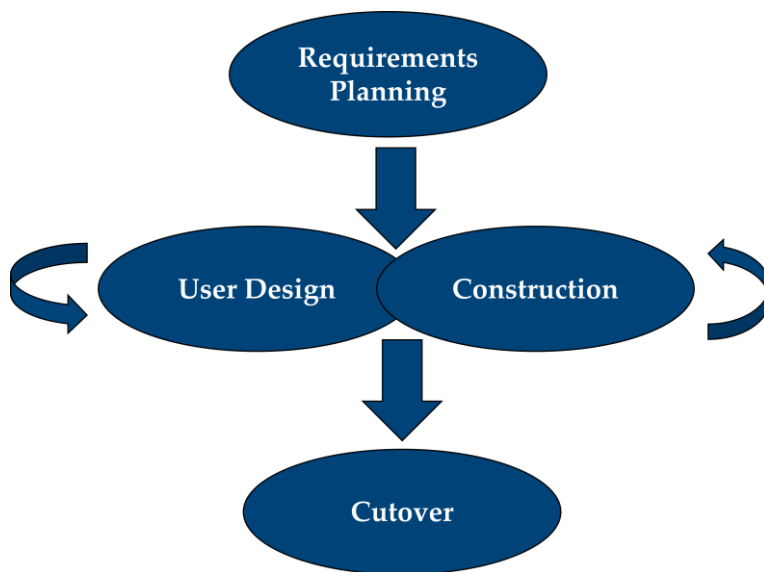 Requirements
Planning
User Design
Construction
Cutover